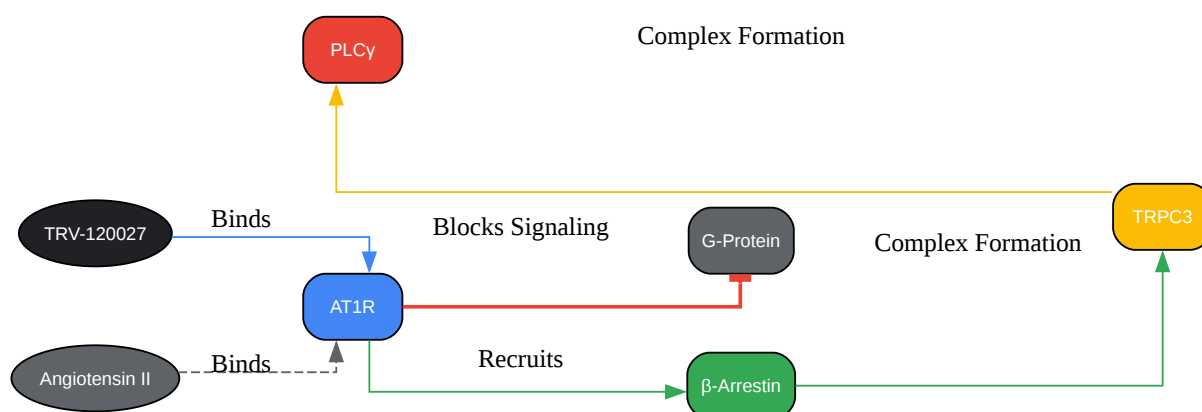 PLCγ
Complex Formation
TRV-120027
Binds
Blocks Signaling
G-Protein
Complex Formation
TRPC3
AT1R
Angiotensin II
Binds
Recruits
β-Arrestin